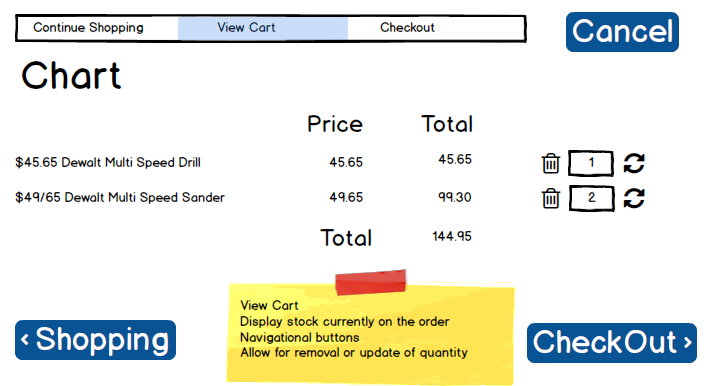 Continue Shopping View Cart Checkout
Cancel
Chart
Price Total
$45.65 Dewalt Multi Speed Drill 45.65 45.65 1
$49/65 Dewalt Multi Speed Sander 49.65 99.30 2
Total 144.95
View Cart
Display stock currently on the order
Navigational buttons
Allow for removal or update of quantity
‹ Shopping
CheckOut ›